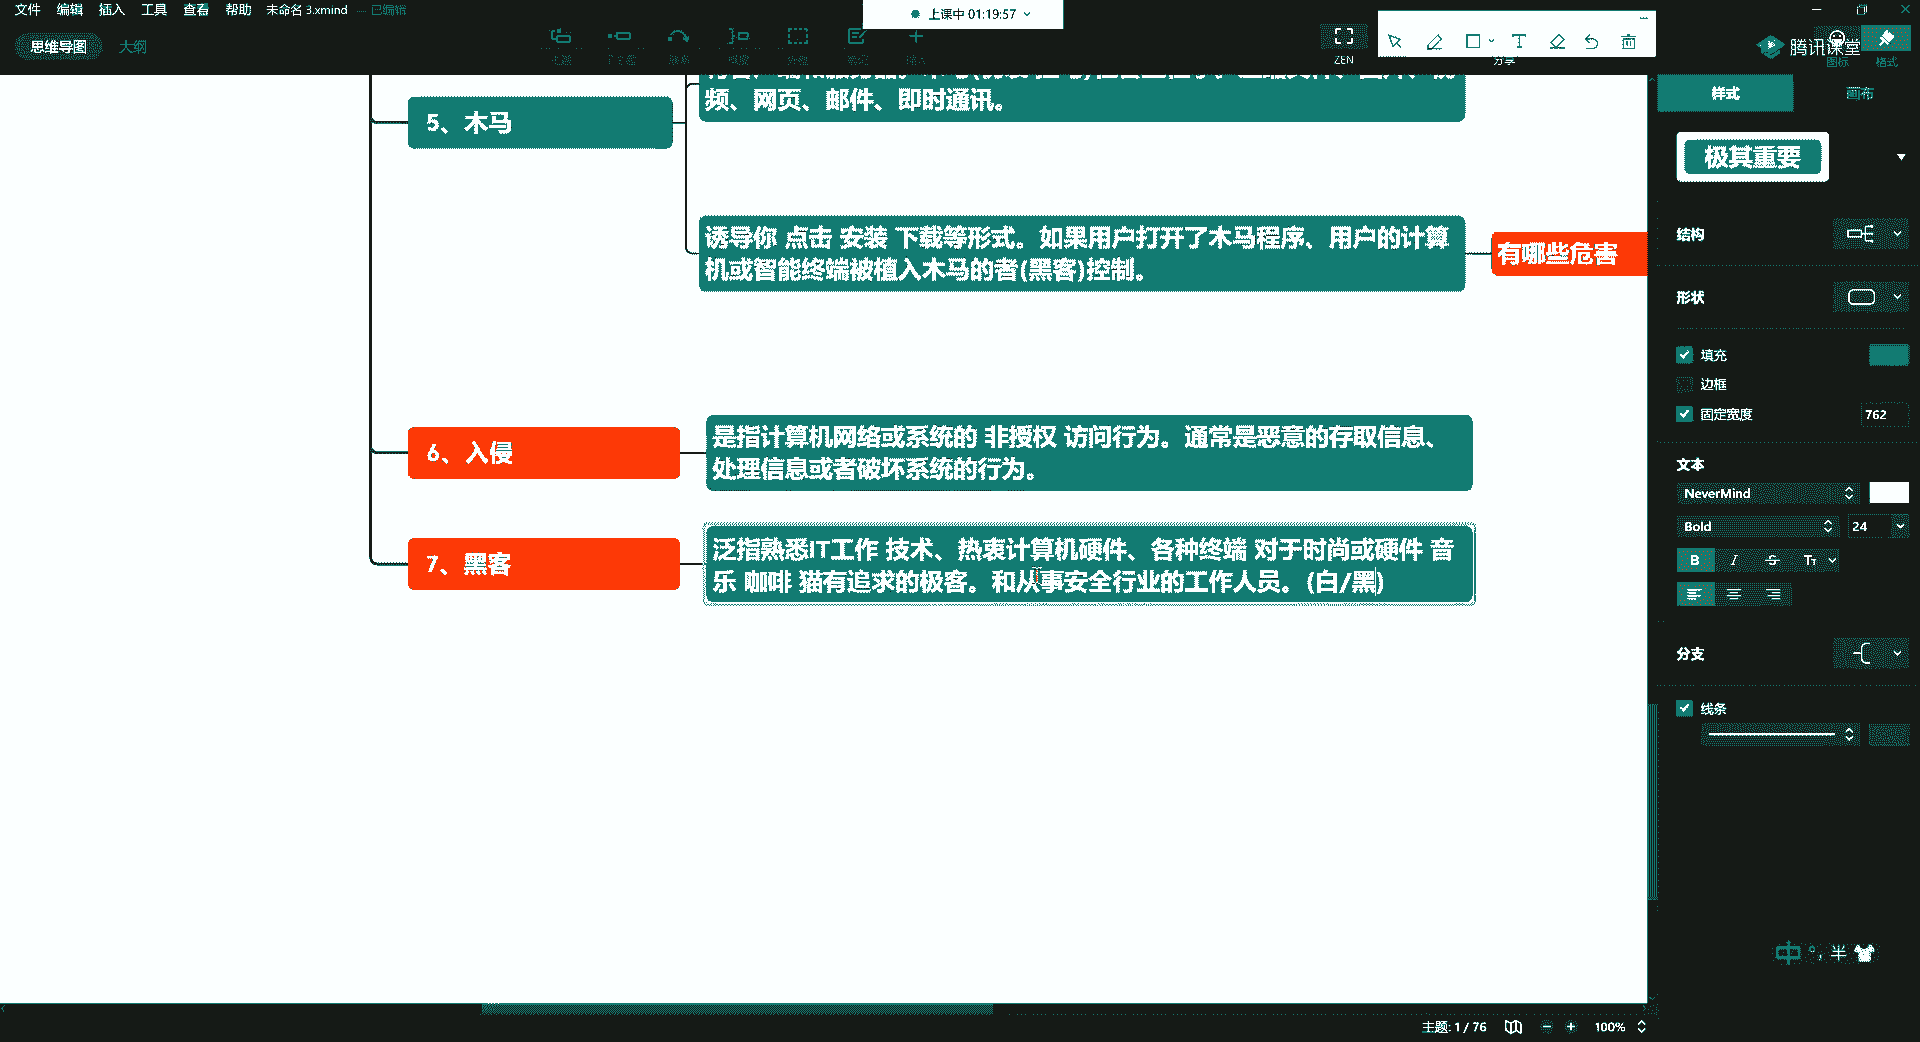 文件 编辑 插入 工具 查看 帮助 未命名 3.xmind — 已编辑
上课中 01:19:57
思维导图 大纲
ZEN
分享
腾讯课堂
图标 格式
样式 画布
频、网页、邮件、即时通讯。
5、木马
诱导你 点击 安装 下载等形式。如果用户打开了木马程序、用户的计算
机或智能终端被植入木马的者(黑客)控制。
有哪些危害
6、入侵
是指计算机网络或系统的 非授权 访问行为。通常是恶意的存取信息、
处理信息或者破坏系统的行为。
7、黑客
泛指熟悉IT工作 技术、热衷计算机硬件、各种终端 对于时尚或硬件 音
乐 咖啡 猫有追求的极客。和从事安全行业的工作人员。(白/黑)
极其重要
结构
形状
填充
边框
固定宽度 762
文本
NeverMind
Bold 24
B I S Tт
分支
线条
中 °, 半
主题: 1 / 76 100%